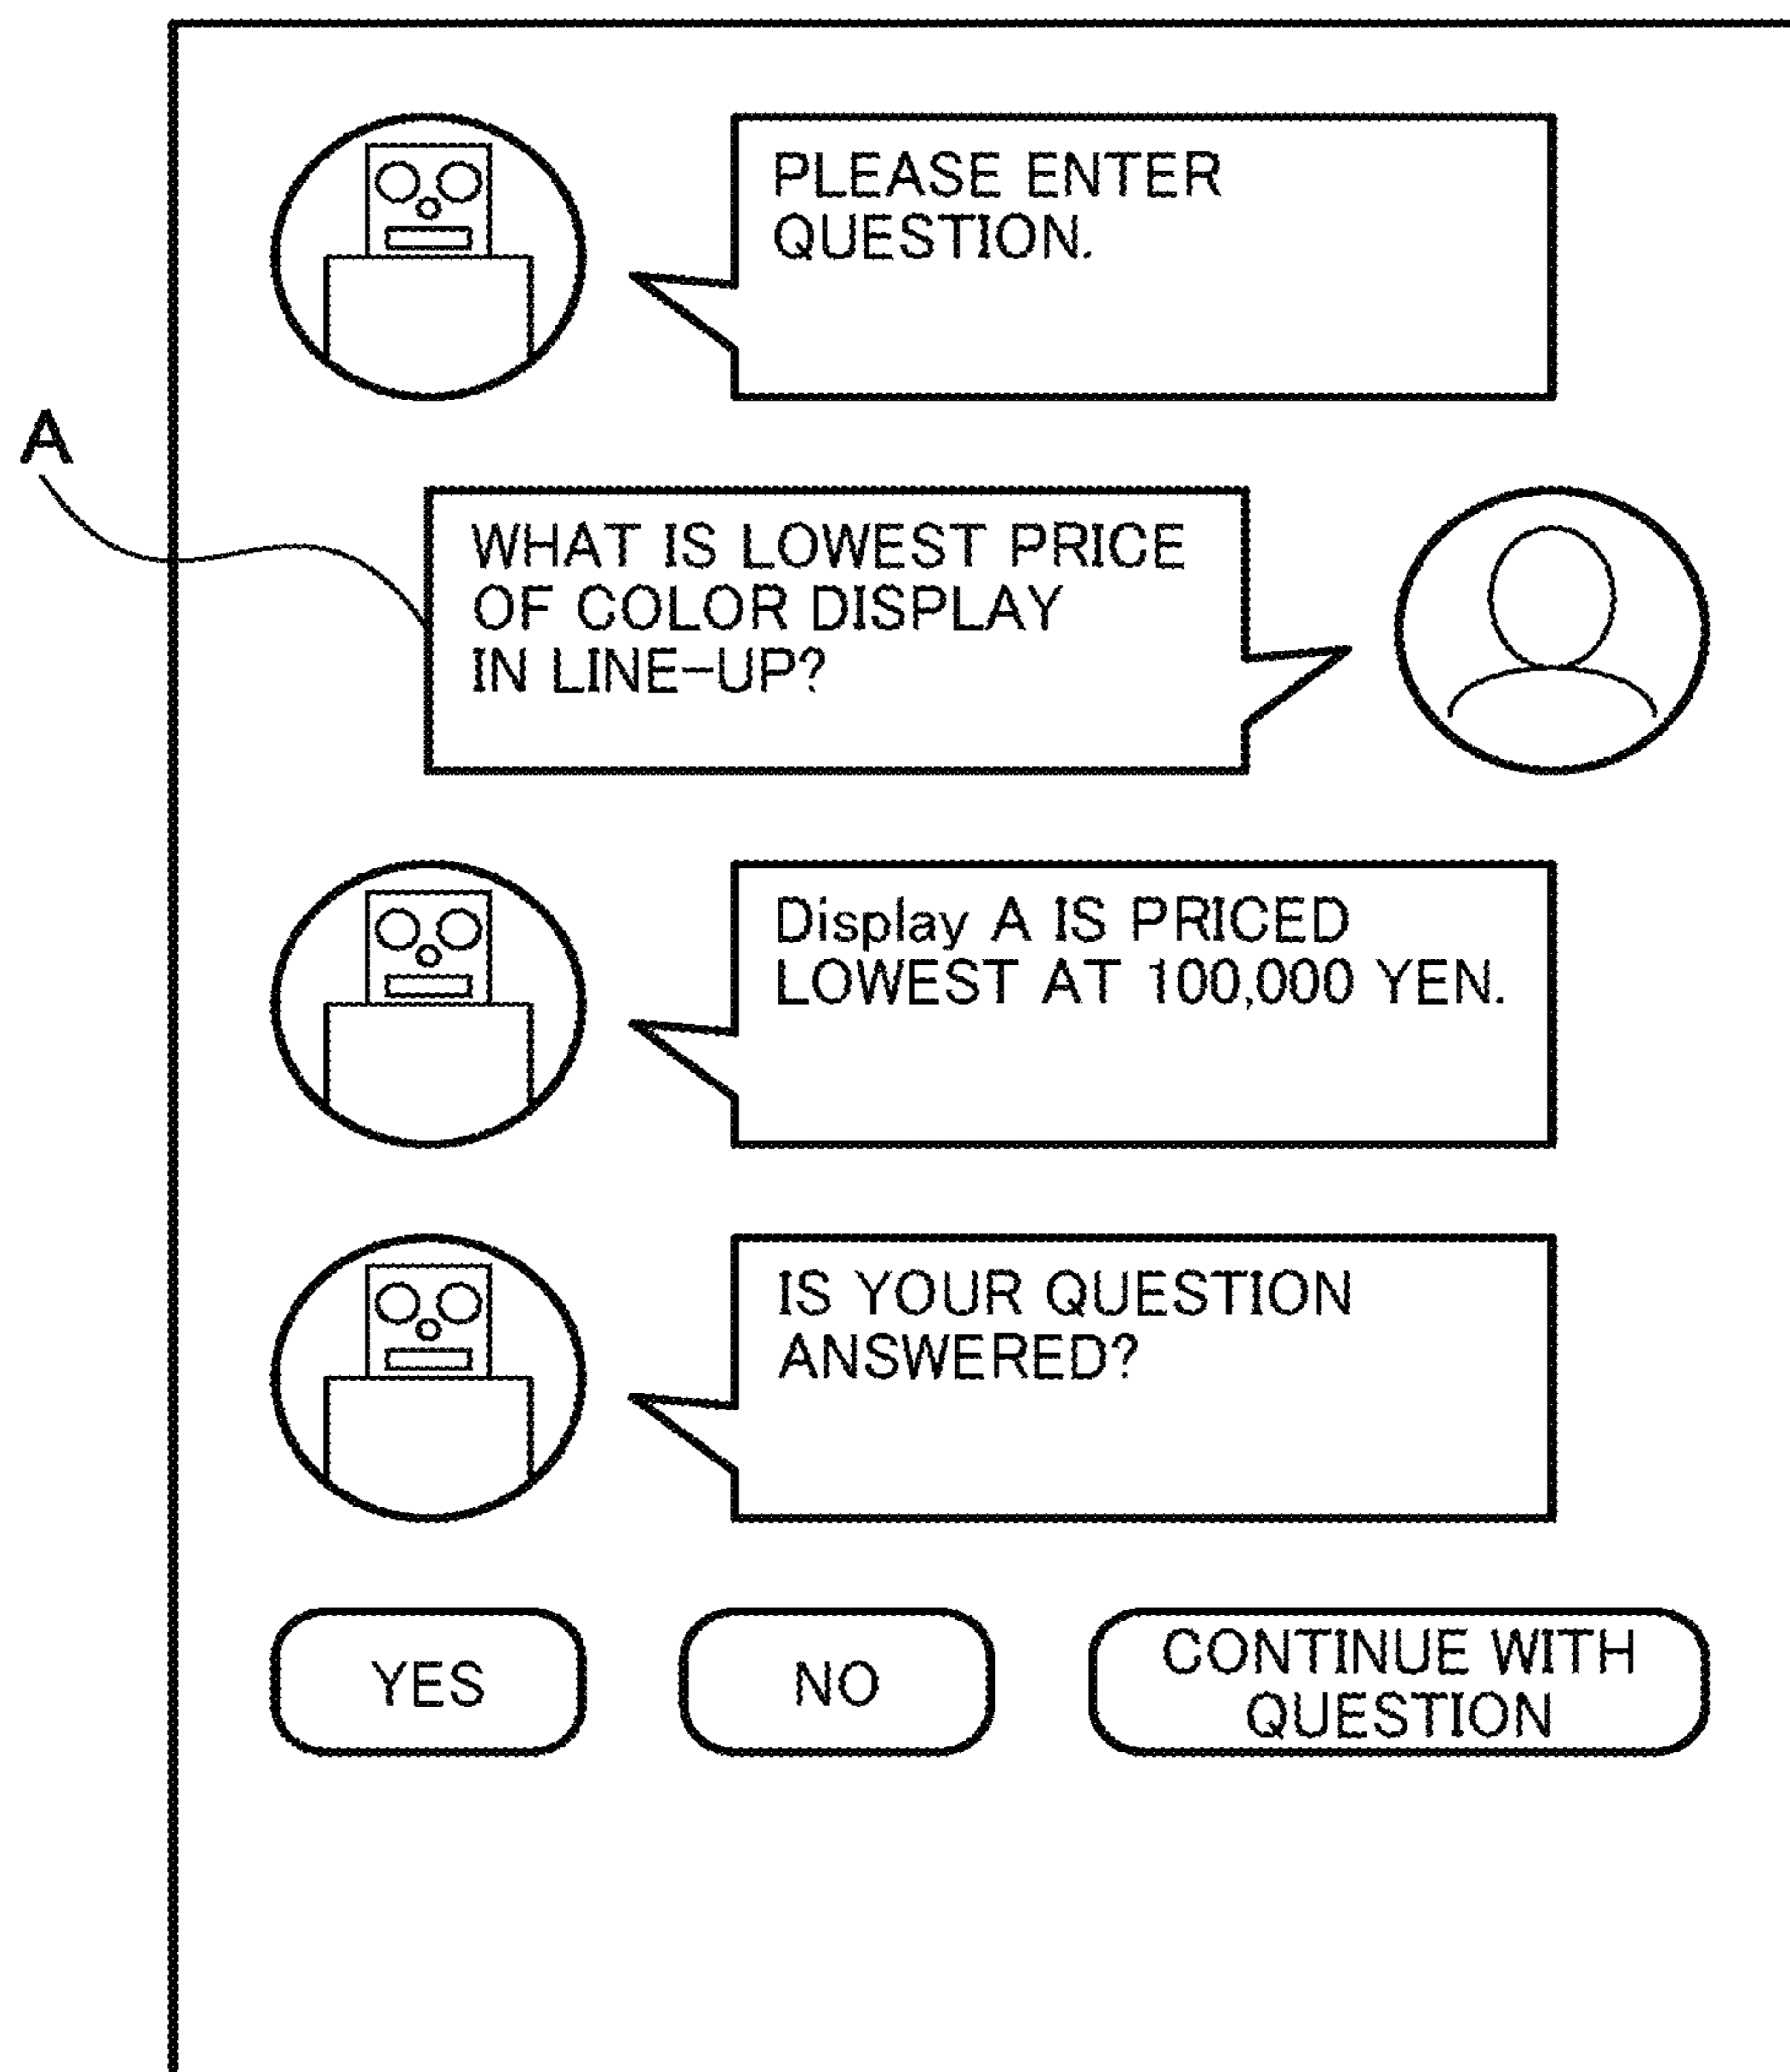 PLEASE ENTER
QUESTION.
A
WHAT IS LOWEST PRICE
OF COLOR DISPLAY
IN LINE-UP?
Display A IS PRICED
LOWEST AT 100,000 YEN.
IS YOUR QUESTION
ANSWERED?
YES
NO
CONTINUE WITH
QUESTION